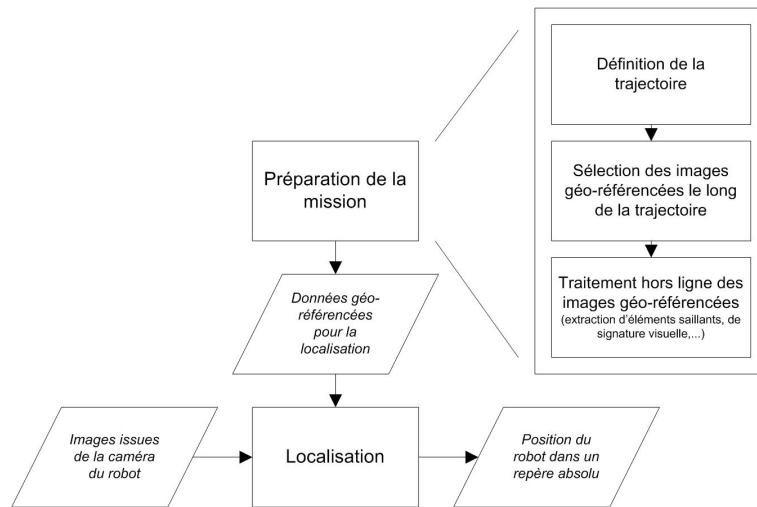 Définition de la
trajectoire
Sélection des images
géo-référencées le long
de la trajectoire
Traitement hors ligne des
images géo-référencées
(extraction d'éléments saillants, de
signature visuelle,...)
Préparation de la
mission
Données géo-
référencées
pour la
localisation
Images issues
de la caméra
du robot
Localisation
Position du
robot dans un
repère absolu